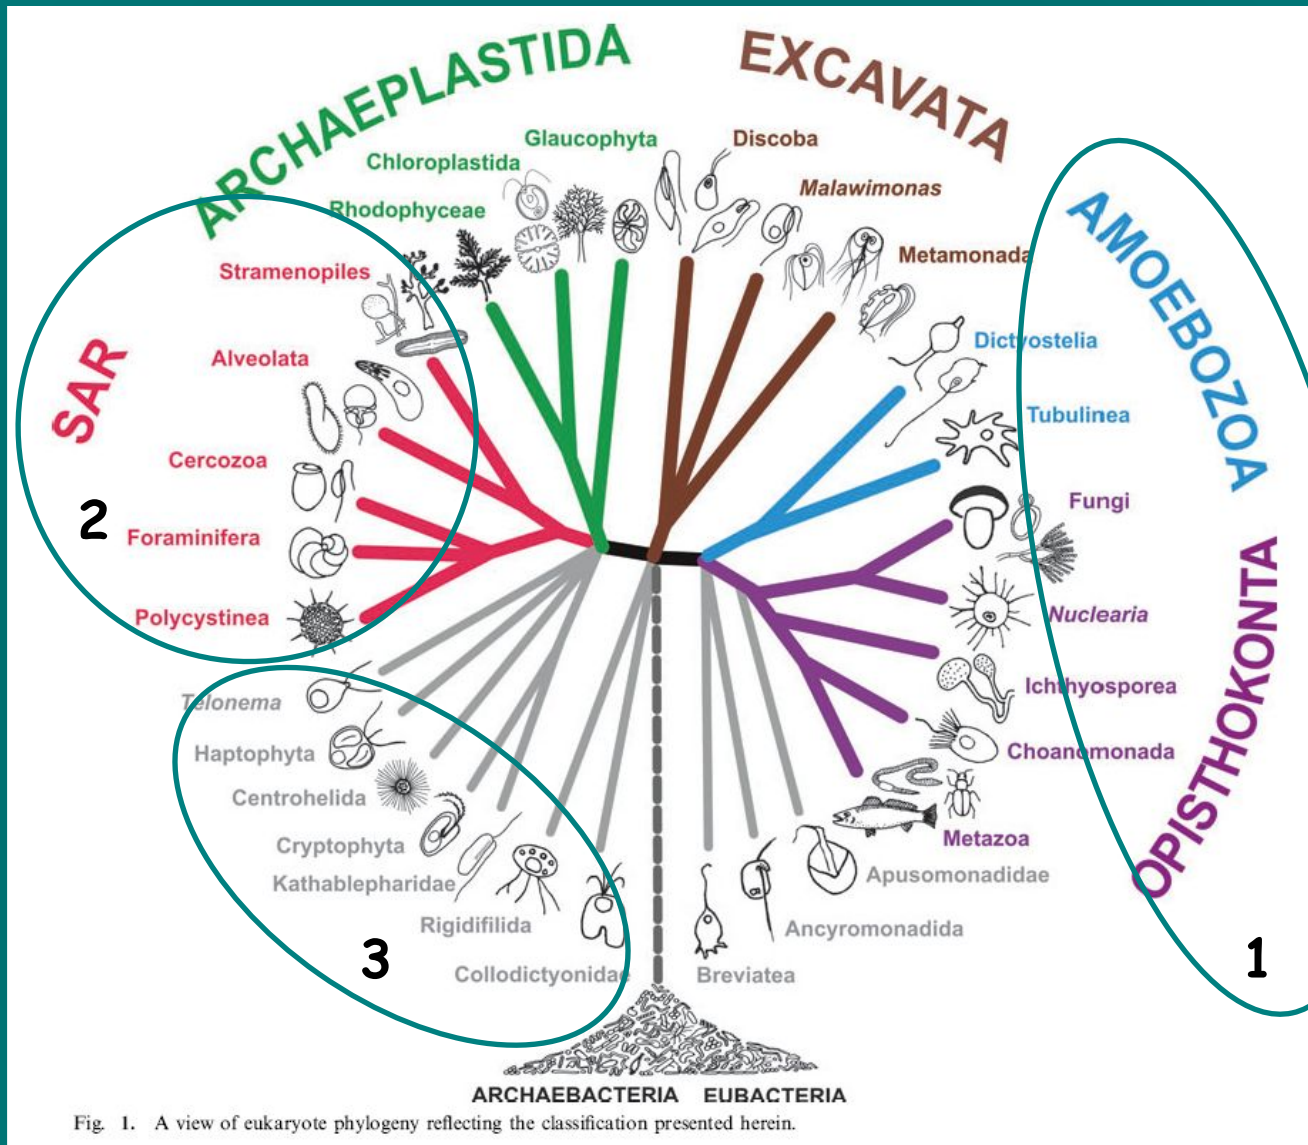 ARCHAEPLASTIDA
EXCAVATA
AMOEBOZOA
OPISTHOKONTA
SAR
Glaucophyta
Chloroplastida
Rhodophyceae
Discoba
Malawimonas
Metamonada
Stramenopiles
Alveolata
Cercozoa
Foraminifera
Polycystinea
2
Dictyostelia
Tubulinea
Fungi
Nuclearia
Ichthyosporea
Choanomonada
Metazoa
Apusomonadidae
Ancyromonadida
Breviatea
1
Telonema
Haptophyta
Centrohelida
Cryptophyta
Kathablepharidae
Rigidifilida
Collodictyonidae
3
ARCHAEBACTERIA EUBACTERIA
Fig. 1. A view of eukaryote phylogeny reflecting the classification presented herein.